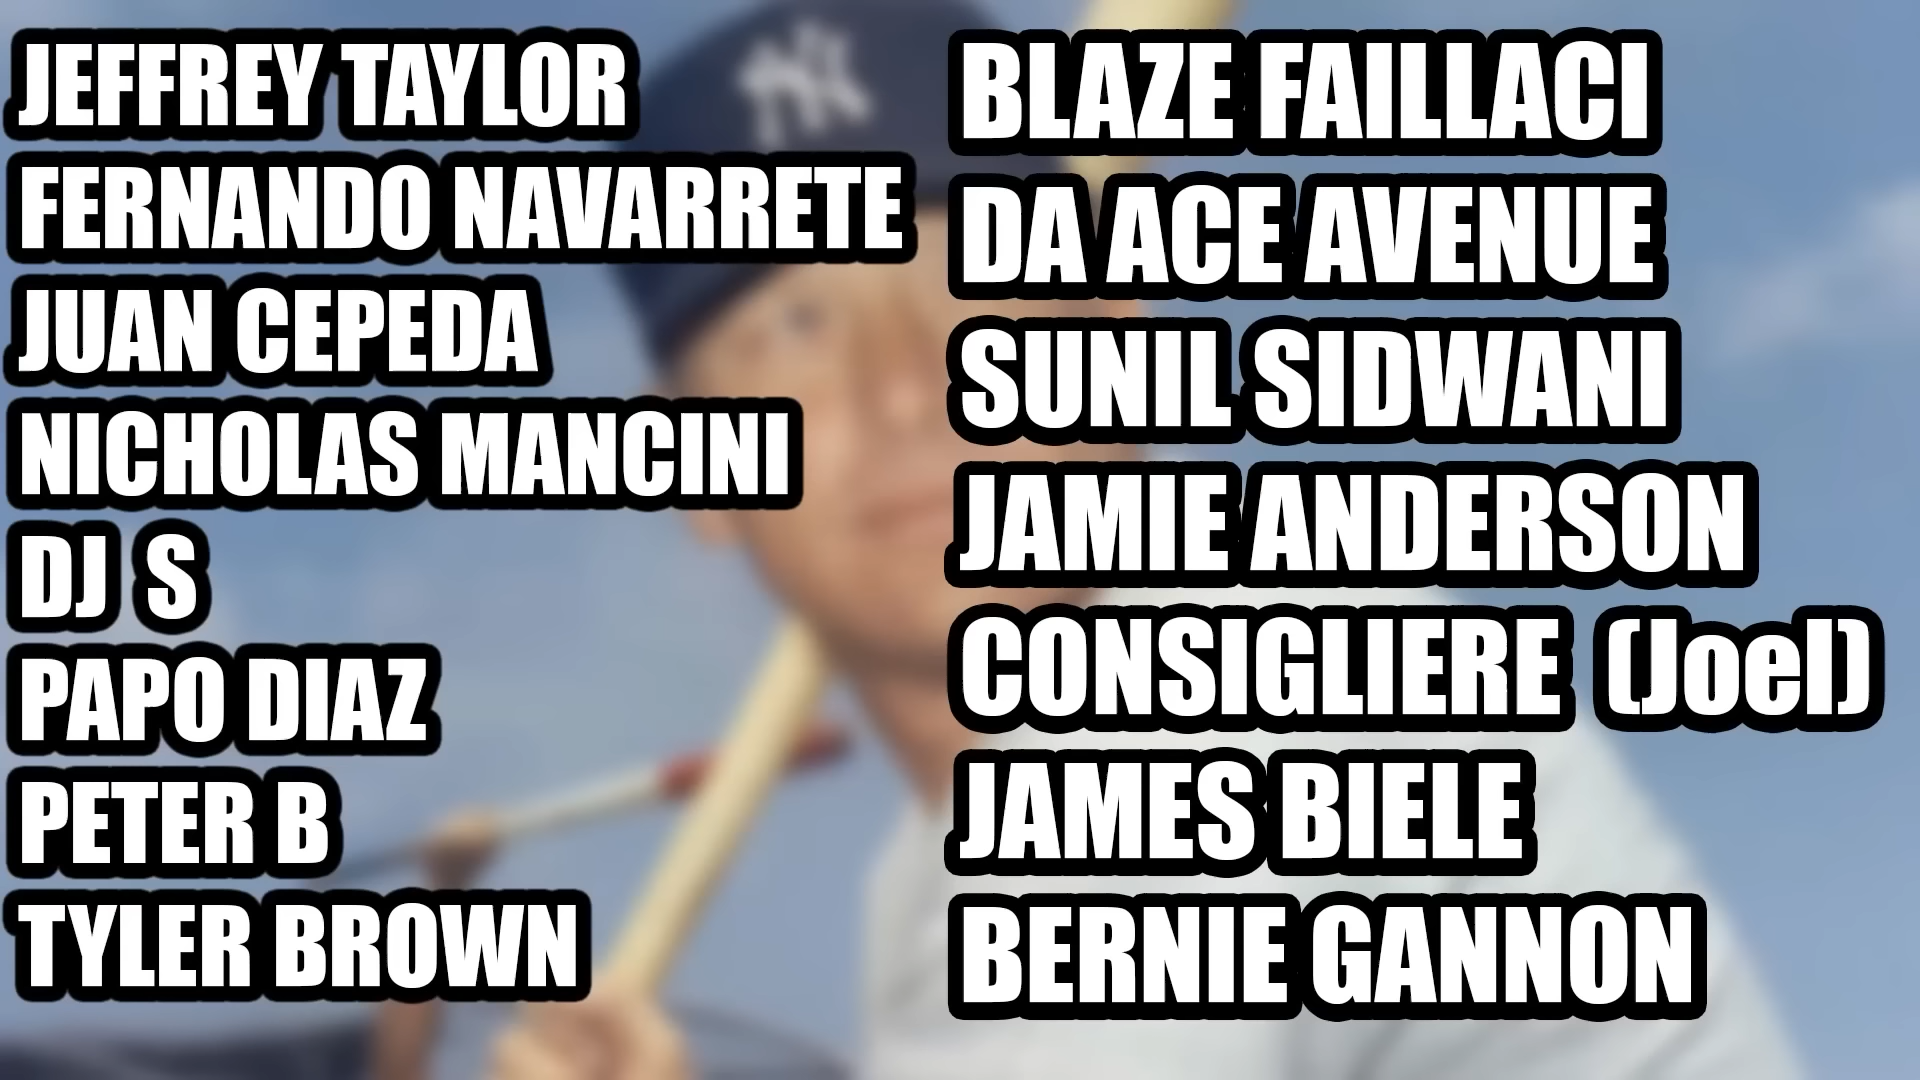 JEFFREY TAYLOR
FERNANDO NAVARRETE
JUAN CEPEDA
NICHOLAS MANCINI
DJ S
PAPO DIAZ
PETER B
TYLER BROWN
BLAZE FAILLACI
DA ACE AVENUE
SUNIL SIDWANI
JAMIE ANDERSON
CONSIGLIERE (Joel)
JAMES BIELE
BERNIE GANNON
NY